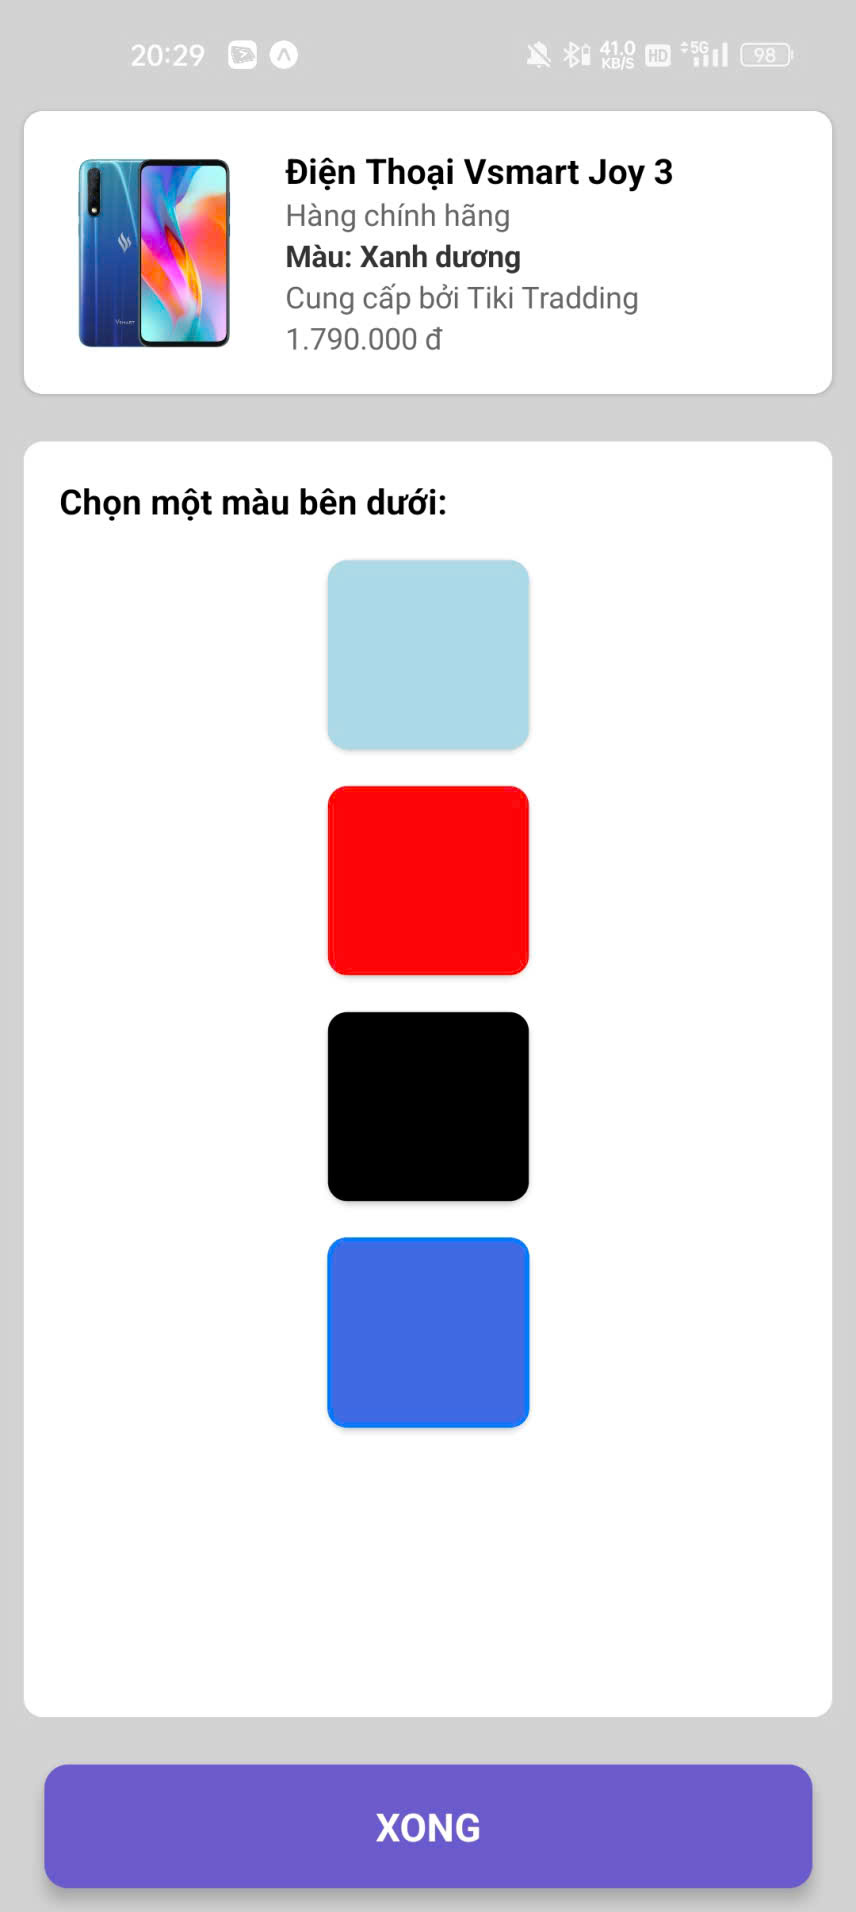 20:29
41.0
KB/S
HD
5G
98
Điện Thoại Vsmart Joy 3
Hàng chính hãng
Màu: Xanh dương
Cung cấp bởi Tiki Tradding
1.790.000 đ
VSMART
Chọn một màu bên dưới:
XONG